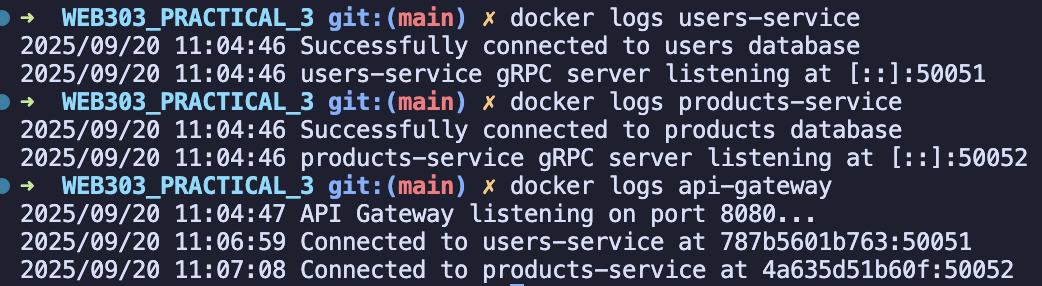 ➜ WEB303_PRACTICAL_3 git:(main) ✗ docker logs users-service
2025/09/20 11:04:46 Successfully connected to users database
2025/09/20 11:04:46 users-service gRPC server listening at [::]:50051
➜ WEB303_PRACTICAL_3 git:(main) ✗ docker logs products-service
2025/09/20 11:04:46 Successfully connected to products database
2025/09/20 11:04:46 products-service gRPC server listening at [::]:50052
➜ WEB303_PRACTICAL_3 git:(main) ✗ docker logs api-gateway
2025/09/20 11:04:47 API Gateway listening on port 8080...
2025/09/20 11:06:59 Connected to users-service at 787b5601b763:50051
2025/09/20 11:07:08 Connected to products-service at 4a635d51b60f:50052